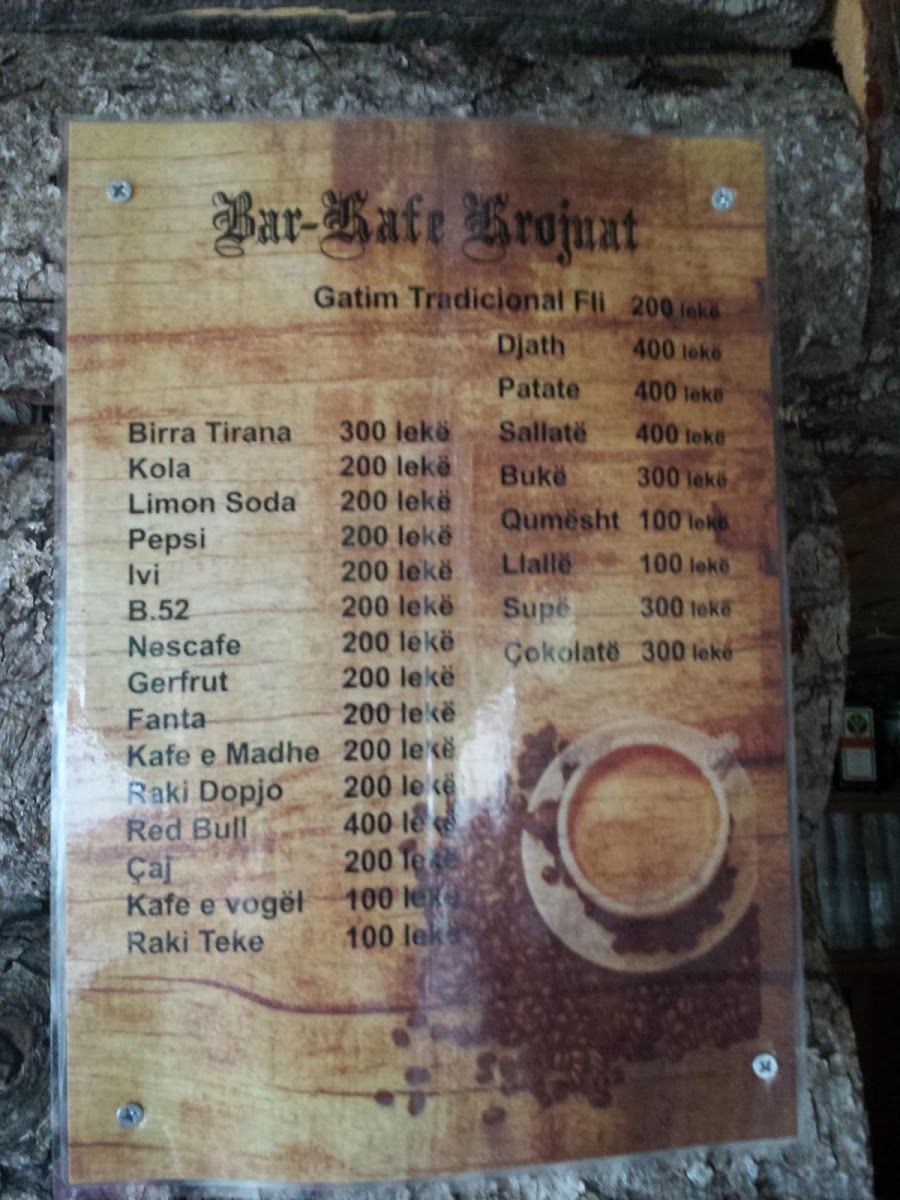 Bar-Kafe Krojnat
Gatim Tradicional Fli 200 lekë
Djath 400 lekë
Patate 400 lekë
Sallatë 400 lekë
Bukë 300 lekë
Qumësht 100 lekë
Llallë 100 lekë
Supë 300 lekë
Çokolatë 300 lekë
Birra Tirana 300 lekë
Kola 200 lekë
Limon Soda 200 lekë
Pepsi 200 lekë
Ivi 200 lekë
B.52 200 lekë
Nescafe 200 lekë
Gerfrut 200 lekë
Fanta 200 lekë
Kafe e Madhe 200 lekë
Raki Dopjo 200 lekë
Red Bull 400 lekë
Çaj 200 lekë
Kafe e vogël 100 lekë
Raki Teke 100 lekë